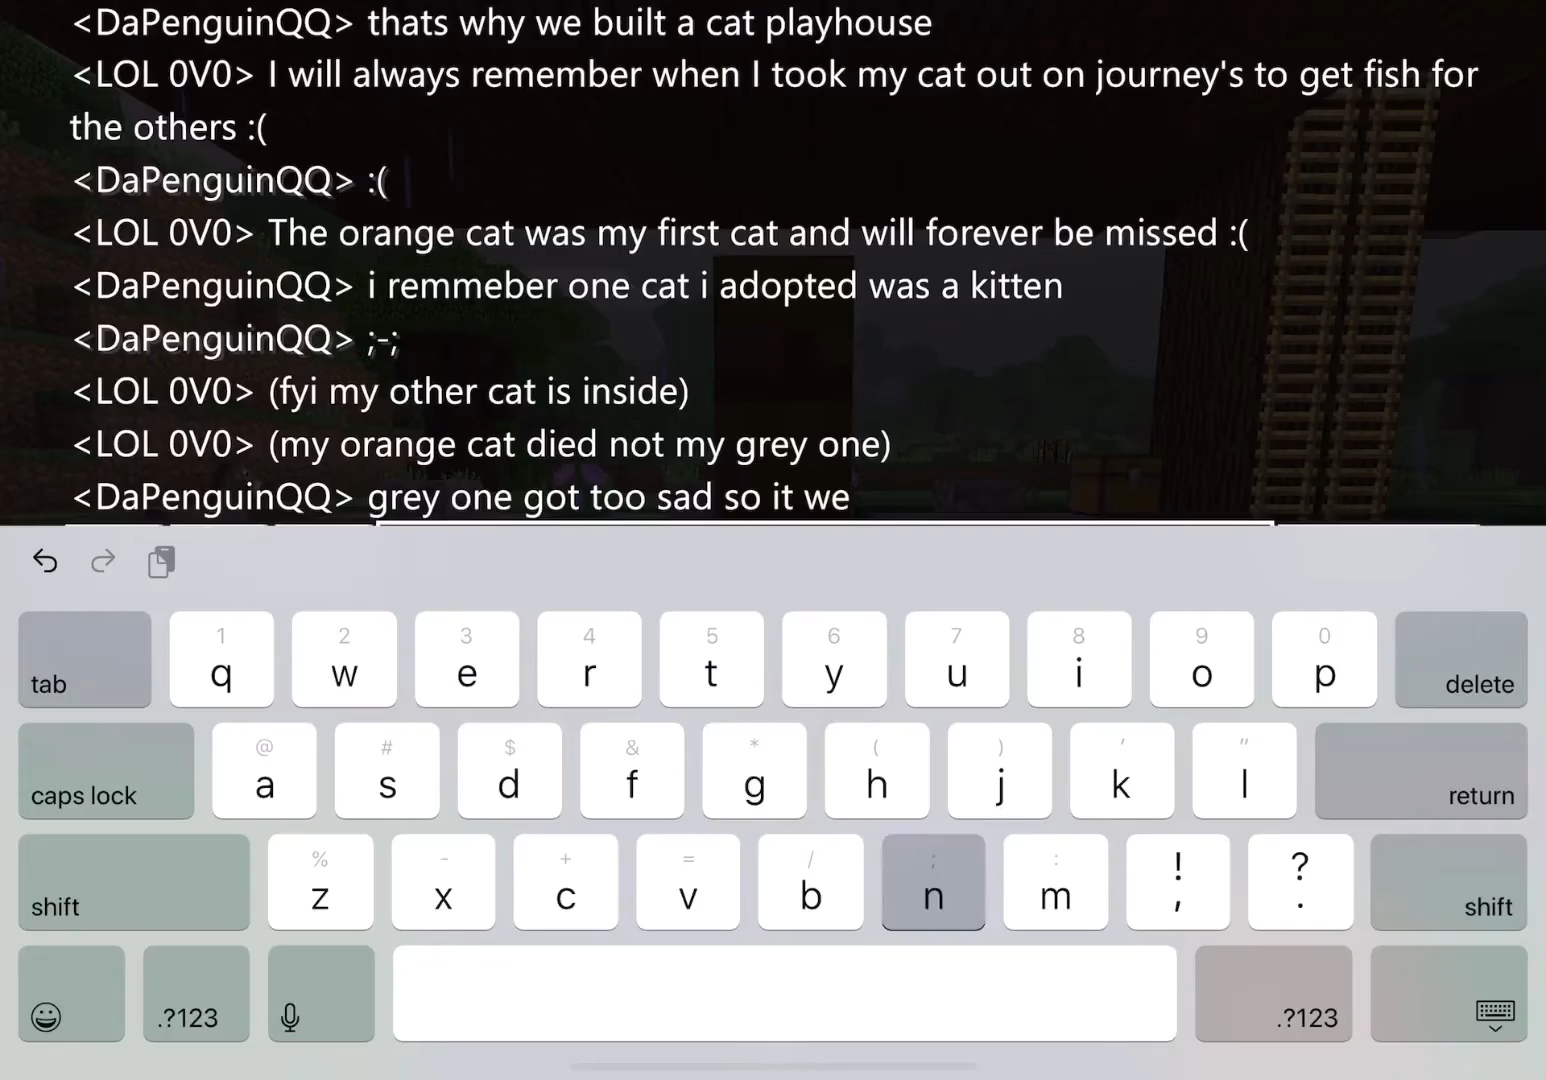 <DaPenguinQQ> thats why we built a cat playhouse
<LOL 0V0> I will always remember when I took my cat out on journey's to get fish for
the others :(
<DaPenguinQQ> :(
<LOL 0V0> The orange cat was my first cat and will forever be missed :(
<DaPenguinQQ> i remmeber one cat i adopted was a kitten
<DaPenguinQQ> ;-;
<LOL 0V0> (fyi my other cat is inside)
<LOL 0V0> (my orange cat died not my grey one)
<DaPenguinQQ> grey one got too sad so it we
1 2 3 4 5 6 7 8 9 0
tab q w e r t y u i o p delete
@ # $ & * ( ) ' "
caps lock a s d f g h j k l return
% - + = / ; : ! ?
shift z x c v b n m , . shift
.?123 .?123